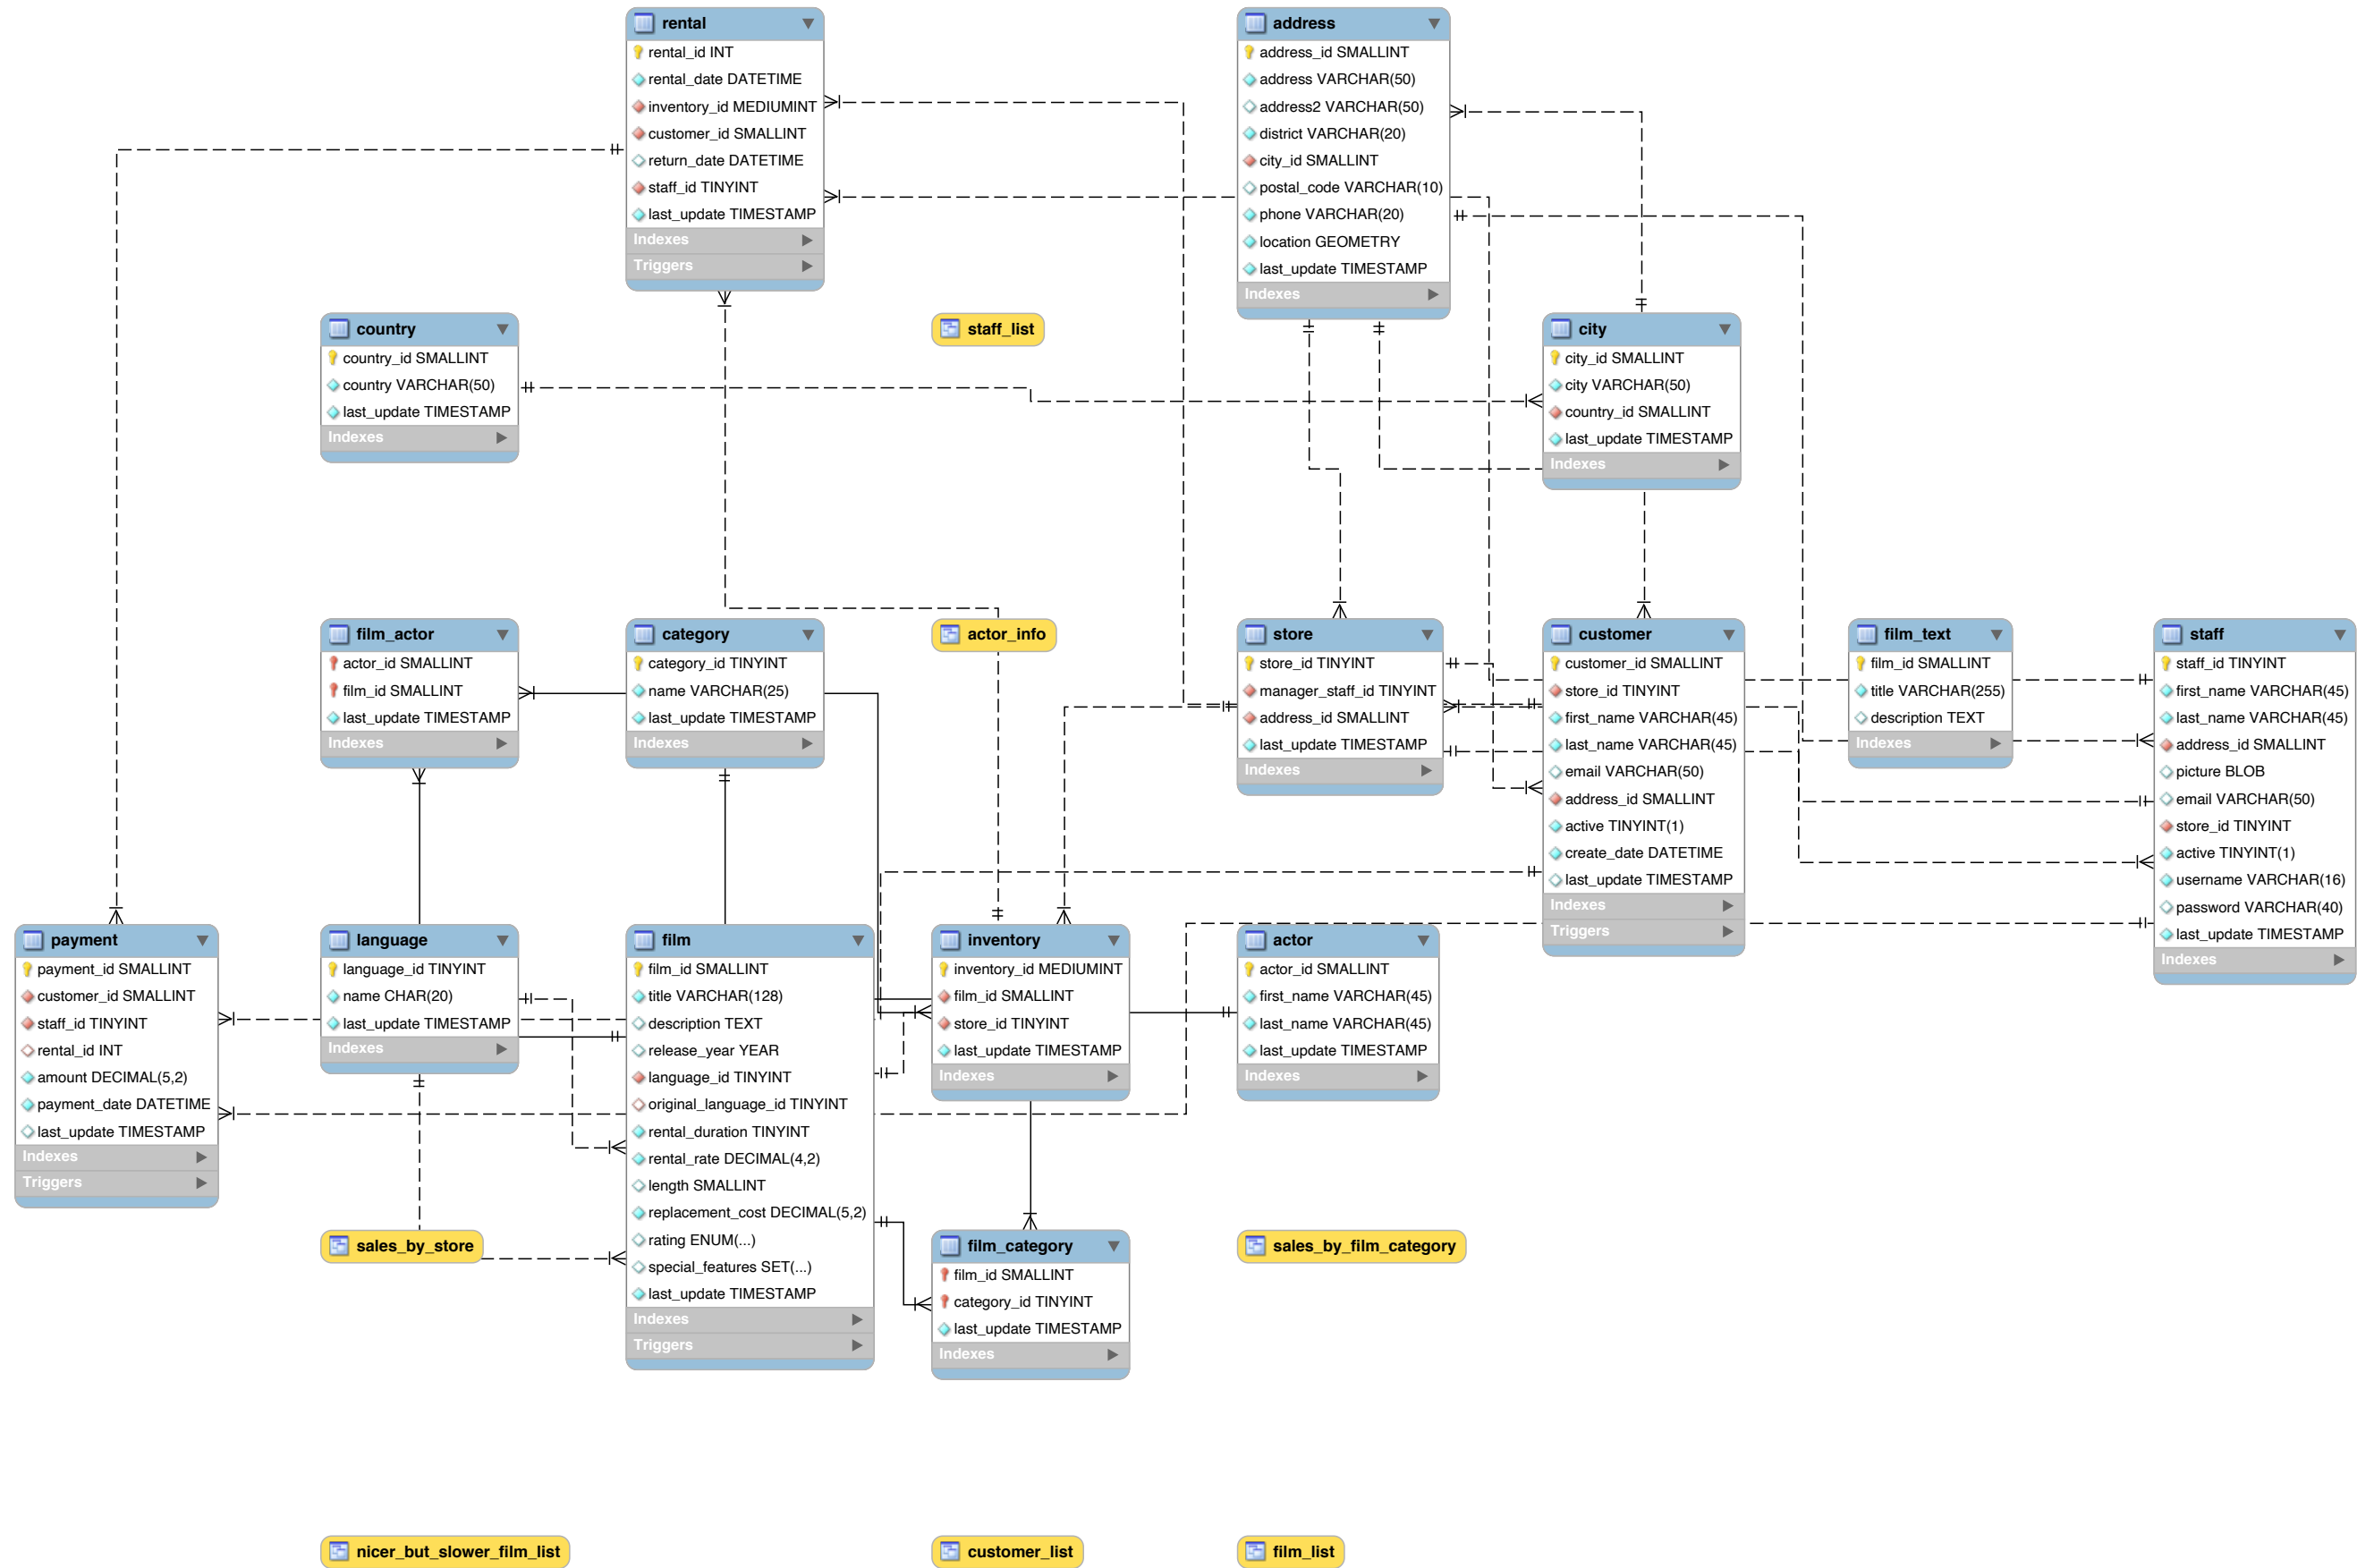 rental
rental_id INT
rental_date DATETIME
inventory_id MEDIUMINT
customer_id SMALLINT
return_date DATETIME
staff_id TINYINT
last_update TIMESTAMP
Indexes
Triggers
address
address_id SMALLINT
address VARCHAR(50)
address2 VARCHAR(50)
district VARCHAR(20)
city_id SMALLINT
postal_code VARCHAR(10)
phone VARCHAR(20)
location GEOMETRY
last_update TIMESTAMP
Indexes
country
country_id SMALLINT
country VARCHAR(50)
last_update TIMESTAMP
Indexes
staff_list
city
city_id SMALLINT
city VARCHAR(50)
country_id SMALLINT
last_update TIMESTAMP
Indexes
film_actor
actor_id SMALLINT
film_id SMALLINT
last_update TIMESTAMP
Indexes
category
category_id TINYINT
name VARCHAR(25)
last_update TIMESTAMP
Indexes
actor_info
store
store_id TINYINT
manager_staff_id TINYINT
address_id SMALLINT
last_update TIMESTAMP
Indexes
customer
customer_id SMALLINT
store_id TINYINT
first_name VARCHAR(45)
last_name VARCHAR(45)
email VARCHAR(50)
address_id SMALLINT
active TINYINT(1)
create_date DATETIME
last_update TIMESTAMP
Indexes
Triggers
film_text
film_id SMALLINT
title VARCHAR(255)
description TEXT
Indexes
staff
staff_id TINYINT
first_name VARCHAR(45)
last_name VARCHAR(45)
address_id SMALLINT
picture BLOB
email VARCHAR(50)
store_id TINYINT
active TINYINT(1)
username VARCHAR(16)
password VARCHAR(40)
last_update TIMESTAMP
Indexes
payment
payment_id SMALLINT
customer_id SMALLINT
staff_id TINYINT
rental_id INT
amount DECIMAL(5,2)
payment_date DATETIME
last_update TIMESTAMP
Indexes
Triggers
language
language_id TINYINT
name CHAR(20)
last_update TIMESTAMP
Indexes
film
film_id SMALLINT
title VARCHAR(128)
description TEXT
release_year YEAR
language_id TINYINT
original_language_id TINYINT
rental_duration TINYINT
rental_rate DECIMAL(4,2)
length SMALLINT
replacement_cost DECIMAL(5,2)
rating ENUM(...)
special_features SET(...)
last_update TIMESTAMP
Indexes
Triggers
inventory
inventory_id MEDIUMINT
film_id SMALLINT
store_id TINYINT
last_update TIMESTAMP
Indexes
actor
actor_id SMALLINT
first_name VARCHAR(45)
last_name VARCHAR(45)
last_update TIMESTAMP
Indexes
sales_by_store
film_category
film_id SMALLINT
category_id TINYINT
last_update TIMESTAMP
Indexes
sales_by_film_category
nicer_but_slower_film_list
customer_list
film_list